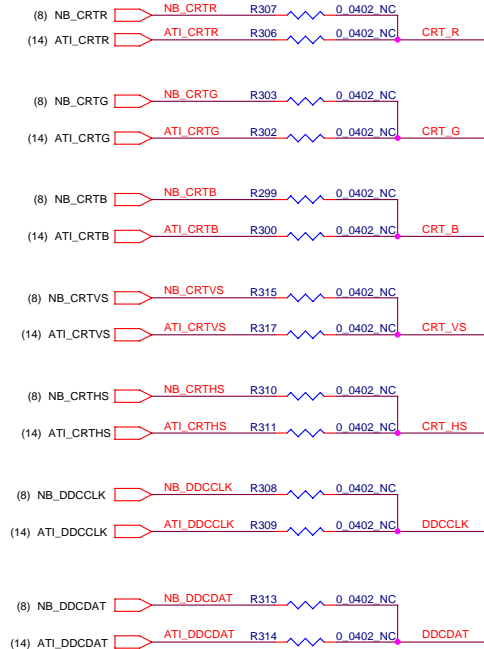 (8) NB_CRTR NB_CRTR R307 0_0402_NC
(14) ATI_CRTR ATI_CRTR R306 0_0402_NC CRT_R
(8) NB_CRTG NB_CRTG R303 0_0402_NC
(14) ATI_CRTG ATI_CRTG R302 0_0402_NC CRT_G
(8) NB_CRTB NB_CRTB R299 0_0402_NC
(14) ATI_CRTB ATI_CRTB R300 0_0402_NC CRT_B
(8) NB_CRTVS NB_CRTVS R315 0_0402_NC
(14) ATI_CRTVS ATI_CRTVS R317 0_0402_NC CRT_VS
(8) NB_CRTHS NB_CRTHS R310 0_0402_NC
(14) ATI_CRTHS ATI_CRTHS R311 0_0402_NC CRT_HS
(8) NB_DDCCLK NB_DDCCLK R308 0_0402_NC
(14) ATI_DDCCLK ATI_DDCCLK R309 0_0402_NC DDCCLK
(8) NB_DDCDAT NB_DDCDAT R313 0_0402_NC
(14) ATI_DDCDAT ATI_DDCDAT R314 0_0402_NC DDCDAT